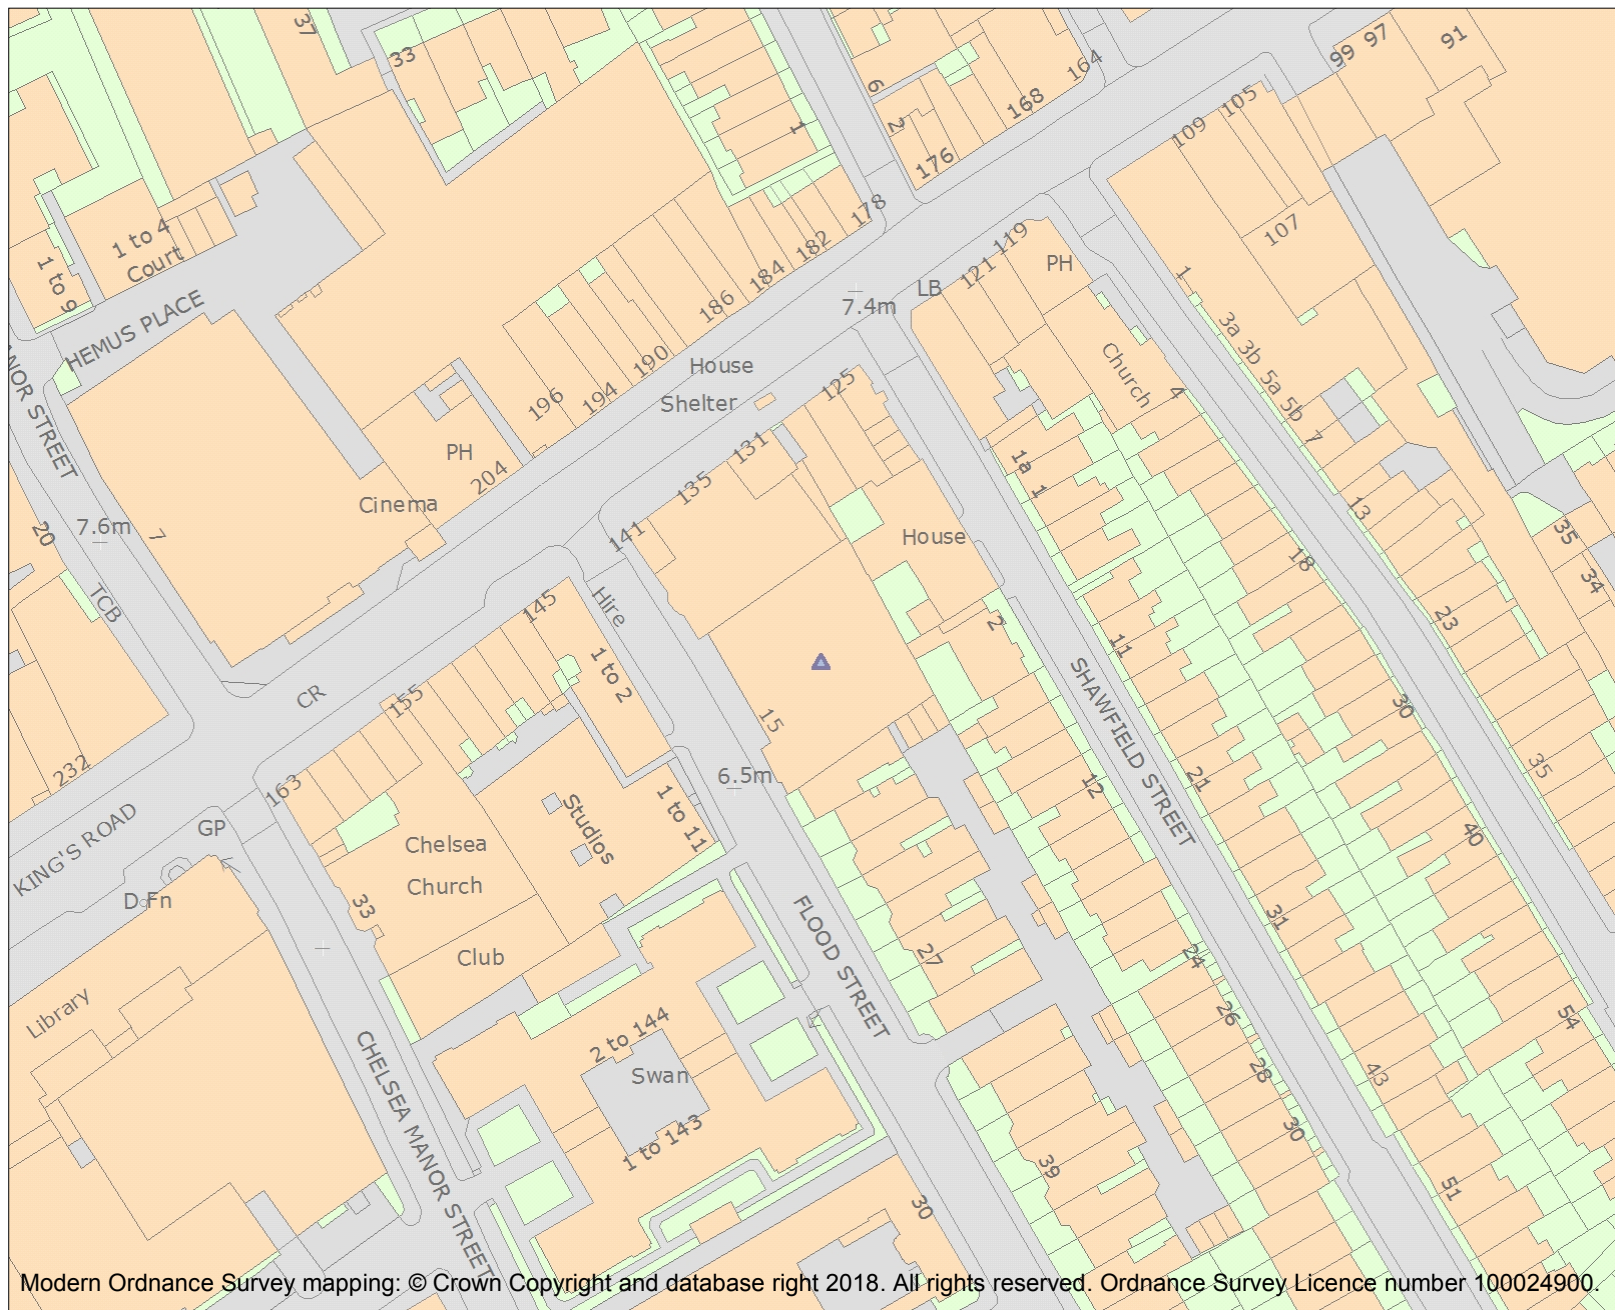 37
33
164
99
97
91
6
2
168
105
109
176
1
178
182
184
186
190
194
196
1 to 4
Court
1 to 9
HEMUS PLACE
107
119
121
PH
LB
7.4m
1
House
Shelter
125
131
135
141
3a 3b 5a 5b 7
Church
4
PH
204
Cinema
7
7.6m
20
TCB
MANOR STREET
1a
1
13
18
35
34
23
House
2
11
Hire
145
1 to 2
15
155
CR
163
232
KING'S ROAD
GP
D Fn
SHAWFIELD STREET
30
35
21
12
40
6.5m
1 to 11
Studios
Chelsea
Church
33
Club
FLOOD STREET
27
31
24
26
54
28
43
30
51
39
Library
CHELSEA MANOR STREET
2 to 144
Swan
1 to 143
30
Modern Ordnance Survey mapping: © Crown Copyright and database right 2018. All rights reserved. Ordnance Survey Licence number 100024900.